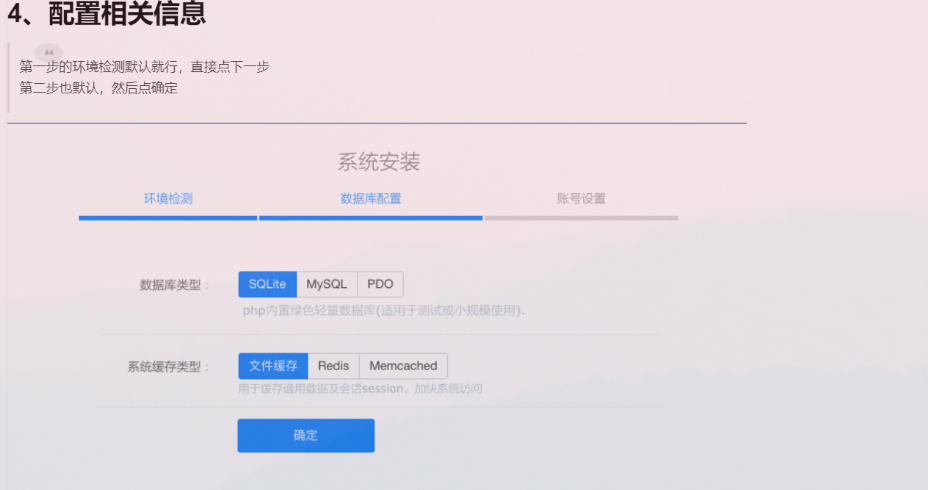 4、配置相关信息
“
第一步的环境检测默认就行，直接点下一步
第二步也默认，然后点确定
系统安装
环境检测 数据库配置 账号设置
数据库类型： SQLite MySQL PDO
php内置绿色轻量数据库(适用于测试或小规模使用).
系统缓存类型： 文件缓存 Redis Memcached
用于缓存通用数据及会话session，加快系统访问
确定